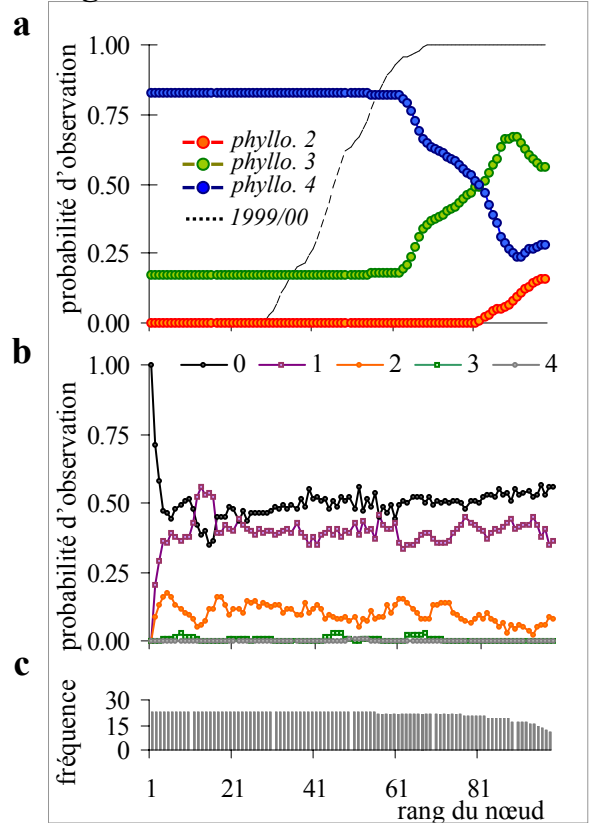 a
probabilité d'observation
1.00
0.75
0.50
0.25
0.00
phyllo. 2
phyllo. 3
phyllo. 4
1999/00
b
probabilité d'observation
0 1 2 3 4
1.00
0.75
0.50
0.25
0.00
c
fréquence
30
15
0
1 21 41 61 81
rang du nœud